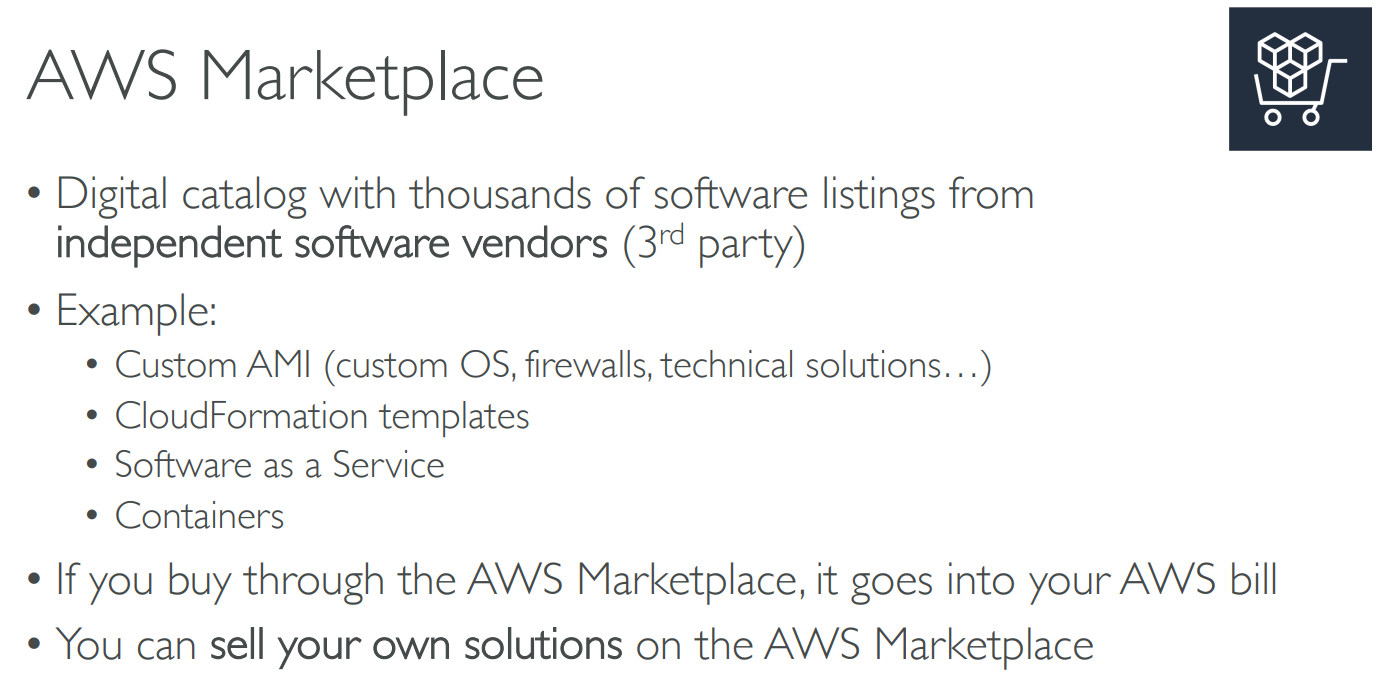 AWS Marketplace
• Digital catalog with thousands of software listings from
independent software vendors (3rd party)
• Example:
• Custom AMI (custom OS, firewalls, technical solutions…)
• CloudFormation templates
• Software as a Service
• Containers
• If you buy through the AWS Marketplace, it goes into your AWS bill
• You can sell your own solutions on the AWS Marketplace